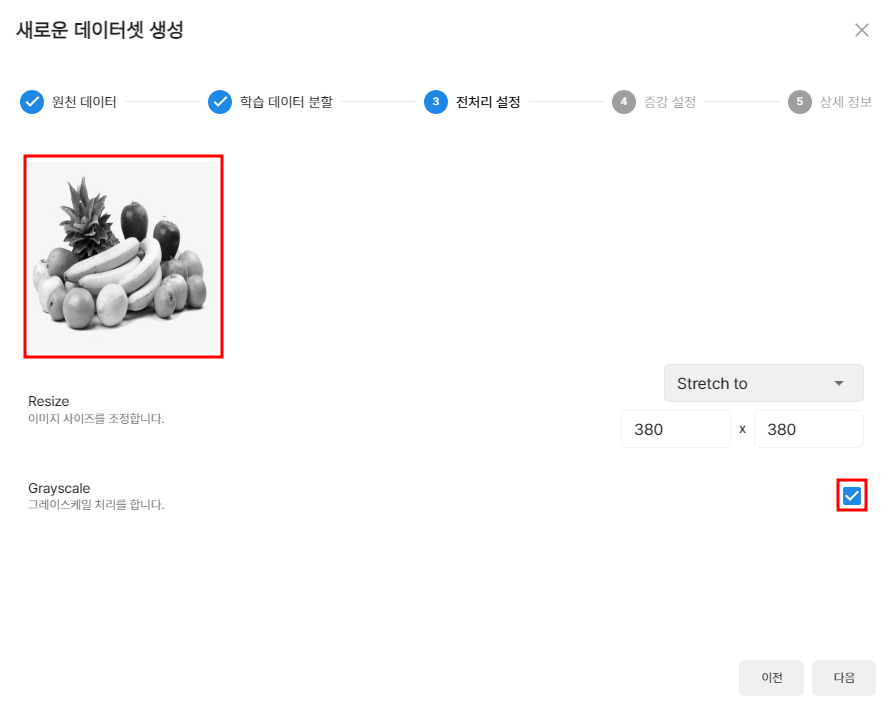 새로운 데이터셋 생성
원천 데이터
학습 데이터 분할
3 전처리 설정
4 증강 설정
5 상세 정보
Stretch to
Resize
이미지 사이즈를 조정합니다.
380 x 380
Grayscale
그레이스케일 처리를 합니다.
이전 다음